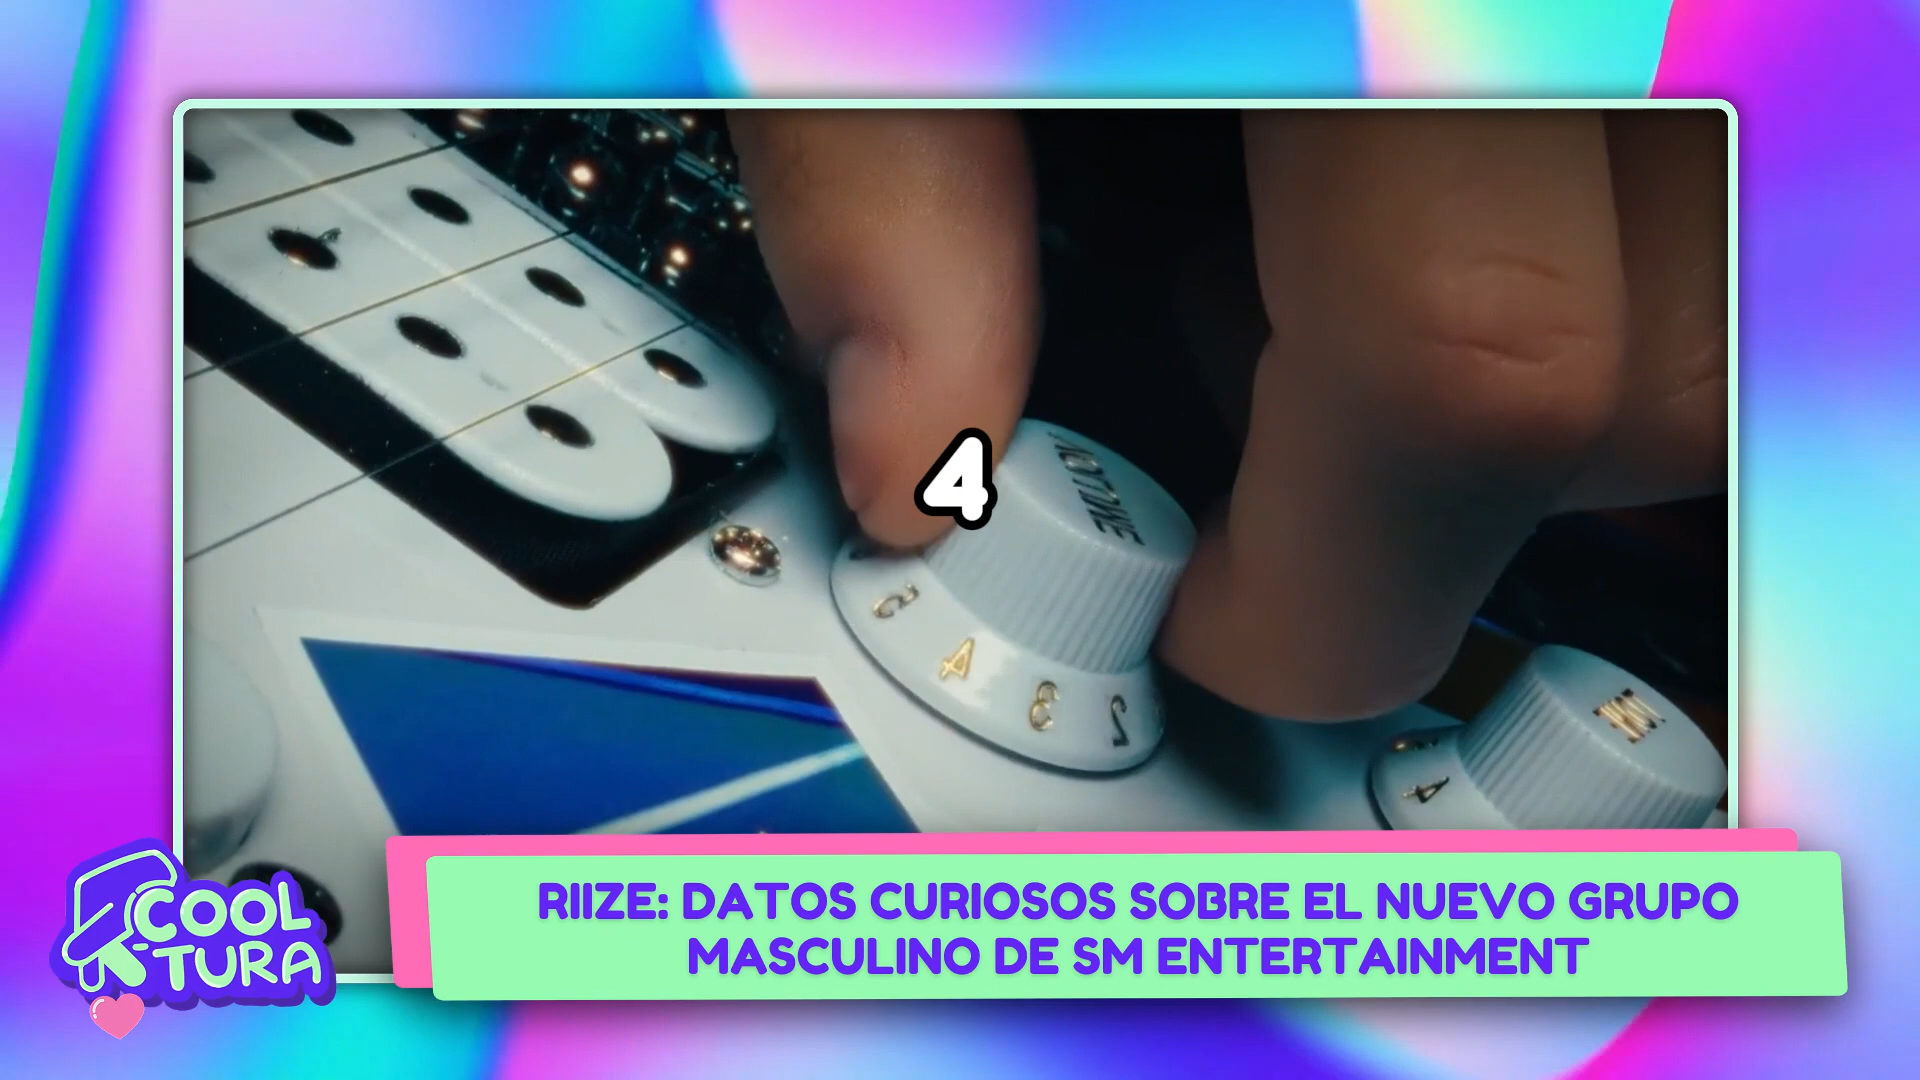 4
VOLUME
5
4
3
2
TONE
4
RIIZE: DATOS CURIOSOS SOBRE EL NUEVO GRUPO
MASCULINO DE SM ENTERTAINMENT
COOL
TURA